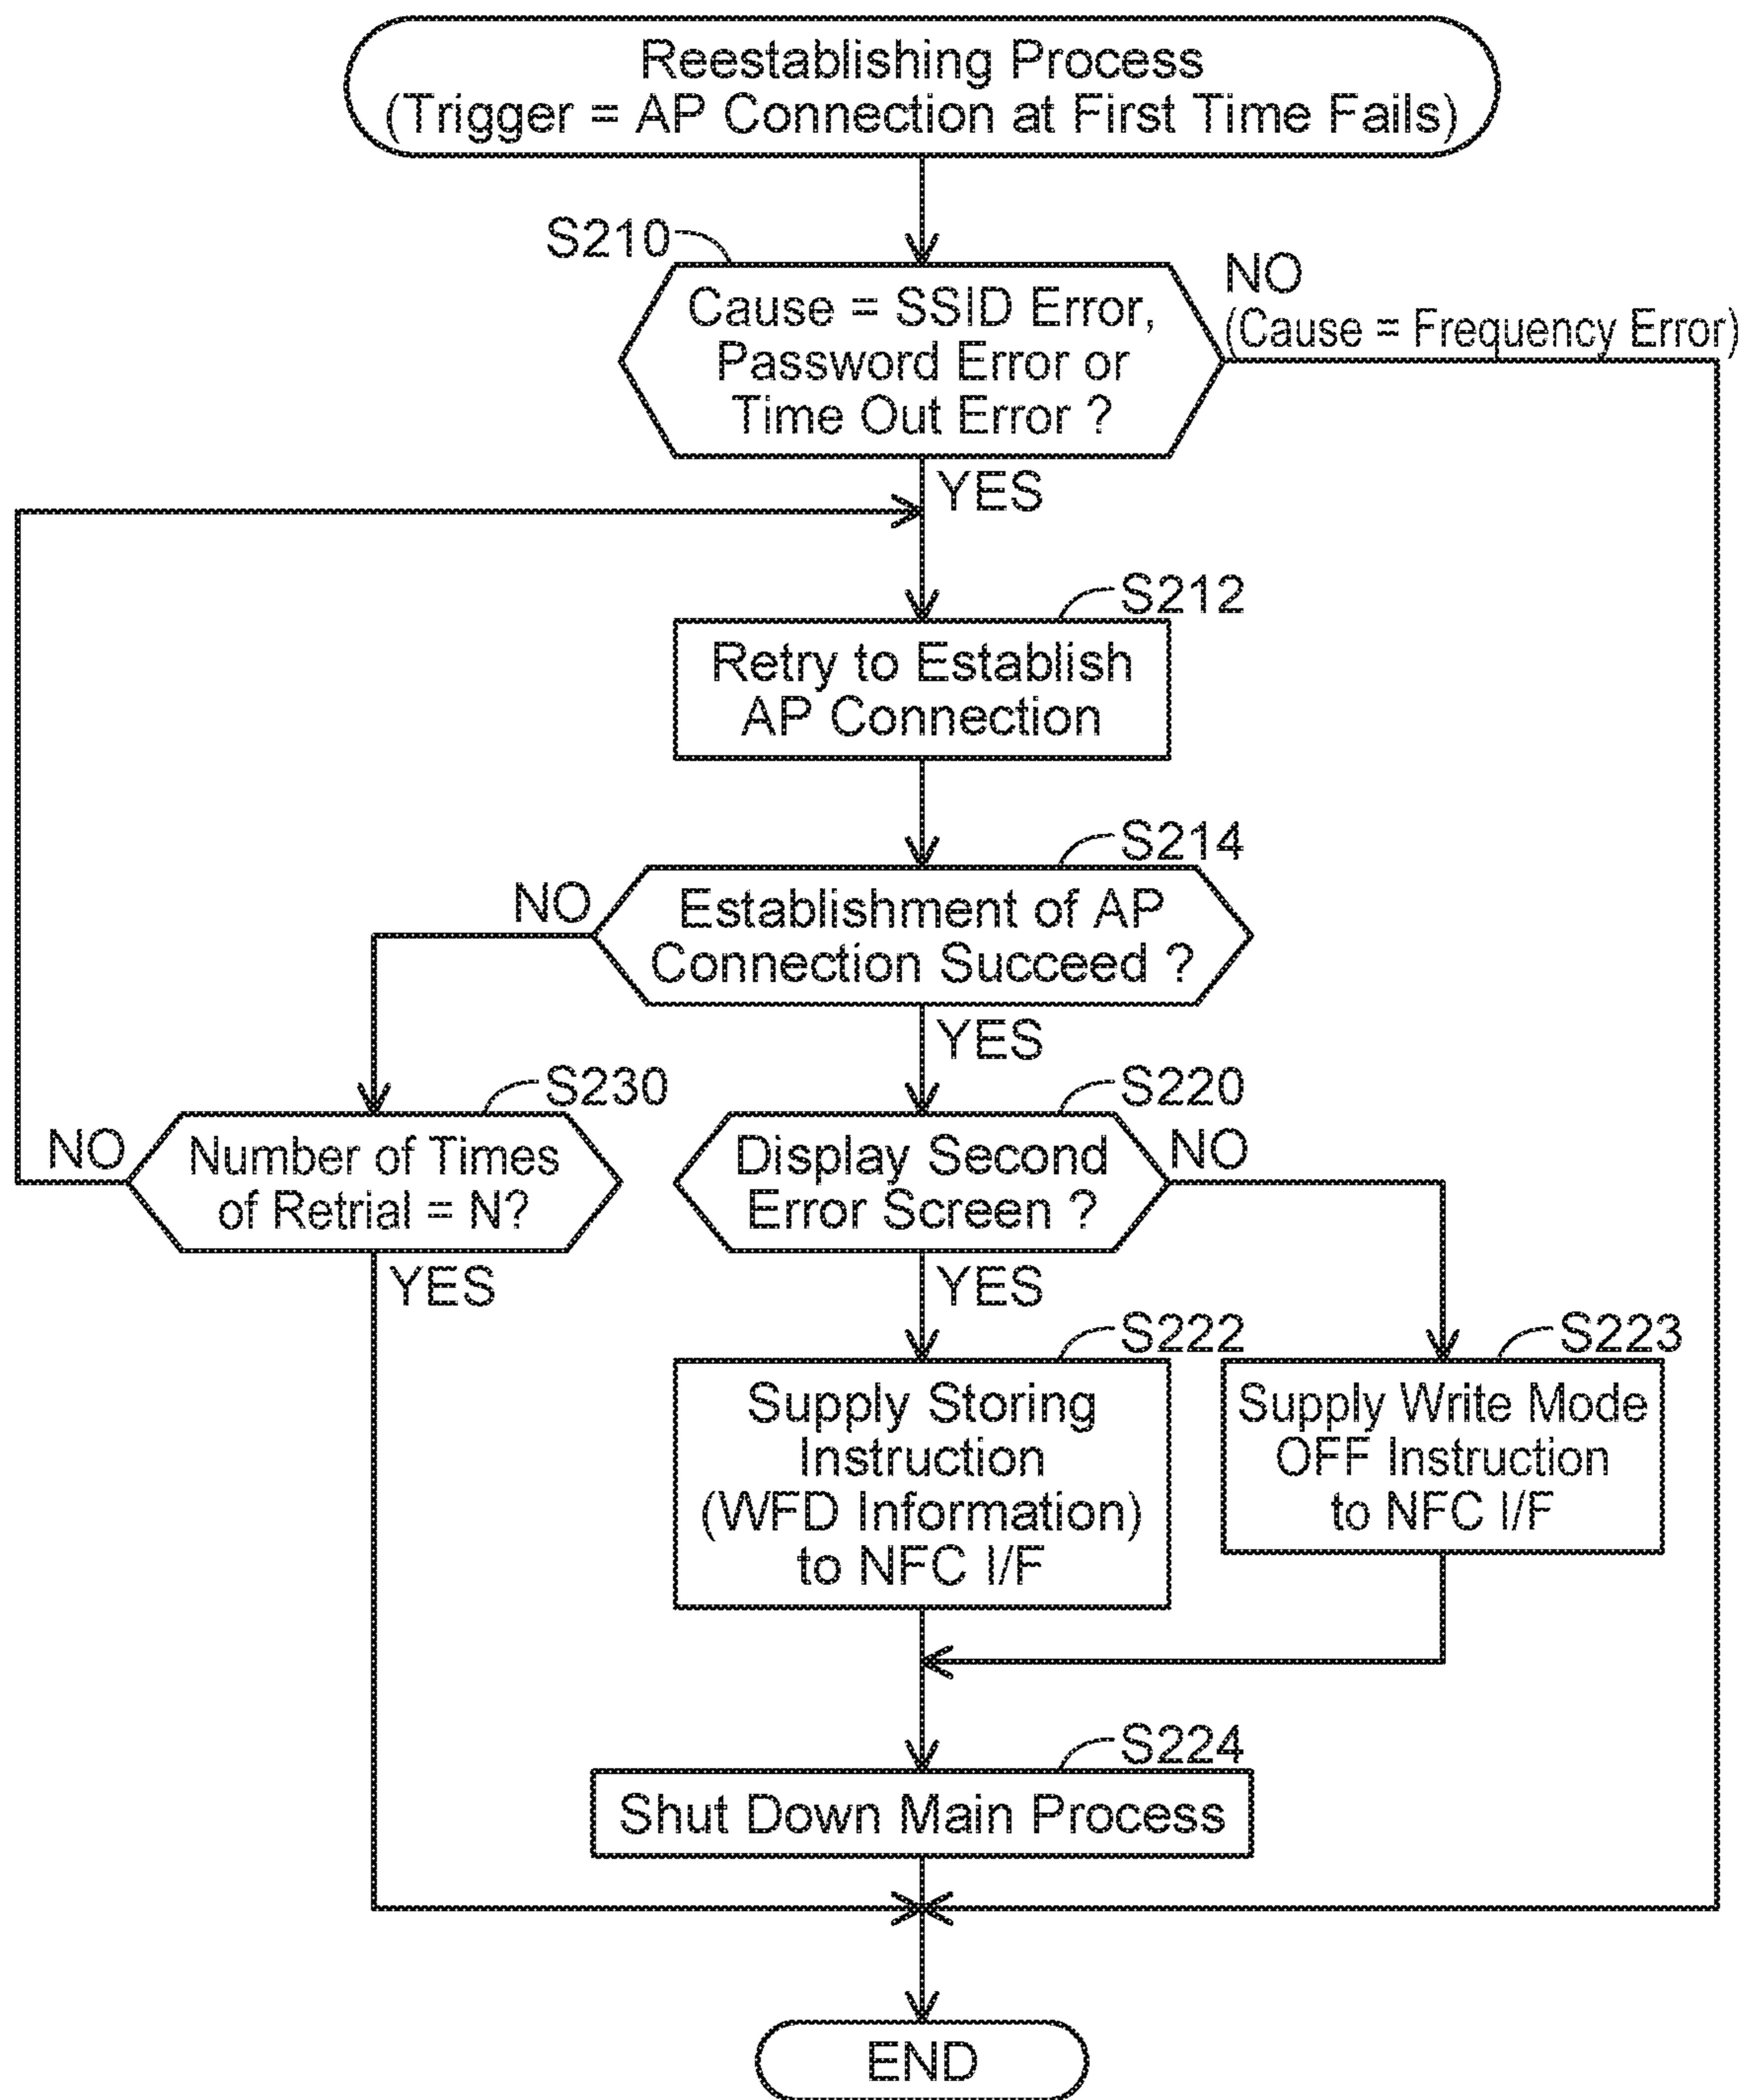 Reestablishing Process
(Trigger = AP Connection at First Time Fails)
S210
Cause = SSID Error,
Password Error or
Time Out Error ?
NO
(Cause = Frequency Error)
YES
S212
Retry to Establish
AP Connection
S214
Establishment of AP
Connection Succeed ?
NO
YES
S230
Number of Times
of Retrial = N?
NO
YES
S220
Display Second
Error Screen ?
NO
YES
S222
Supply Storing
Instruction
(WFD Information)
to NFC I/F
S223
Supply Write Mode
OFF Instruction
to NFC I/F
S224
Shut Down Main Process
END